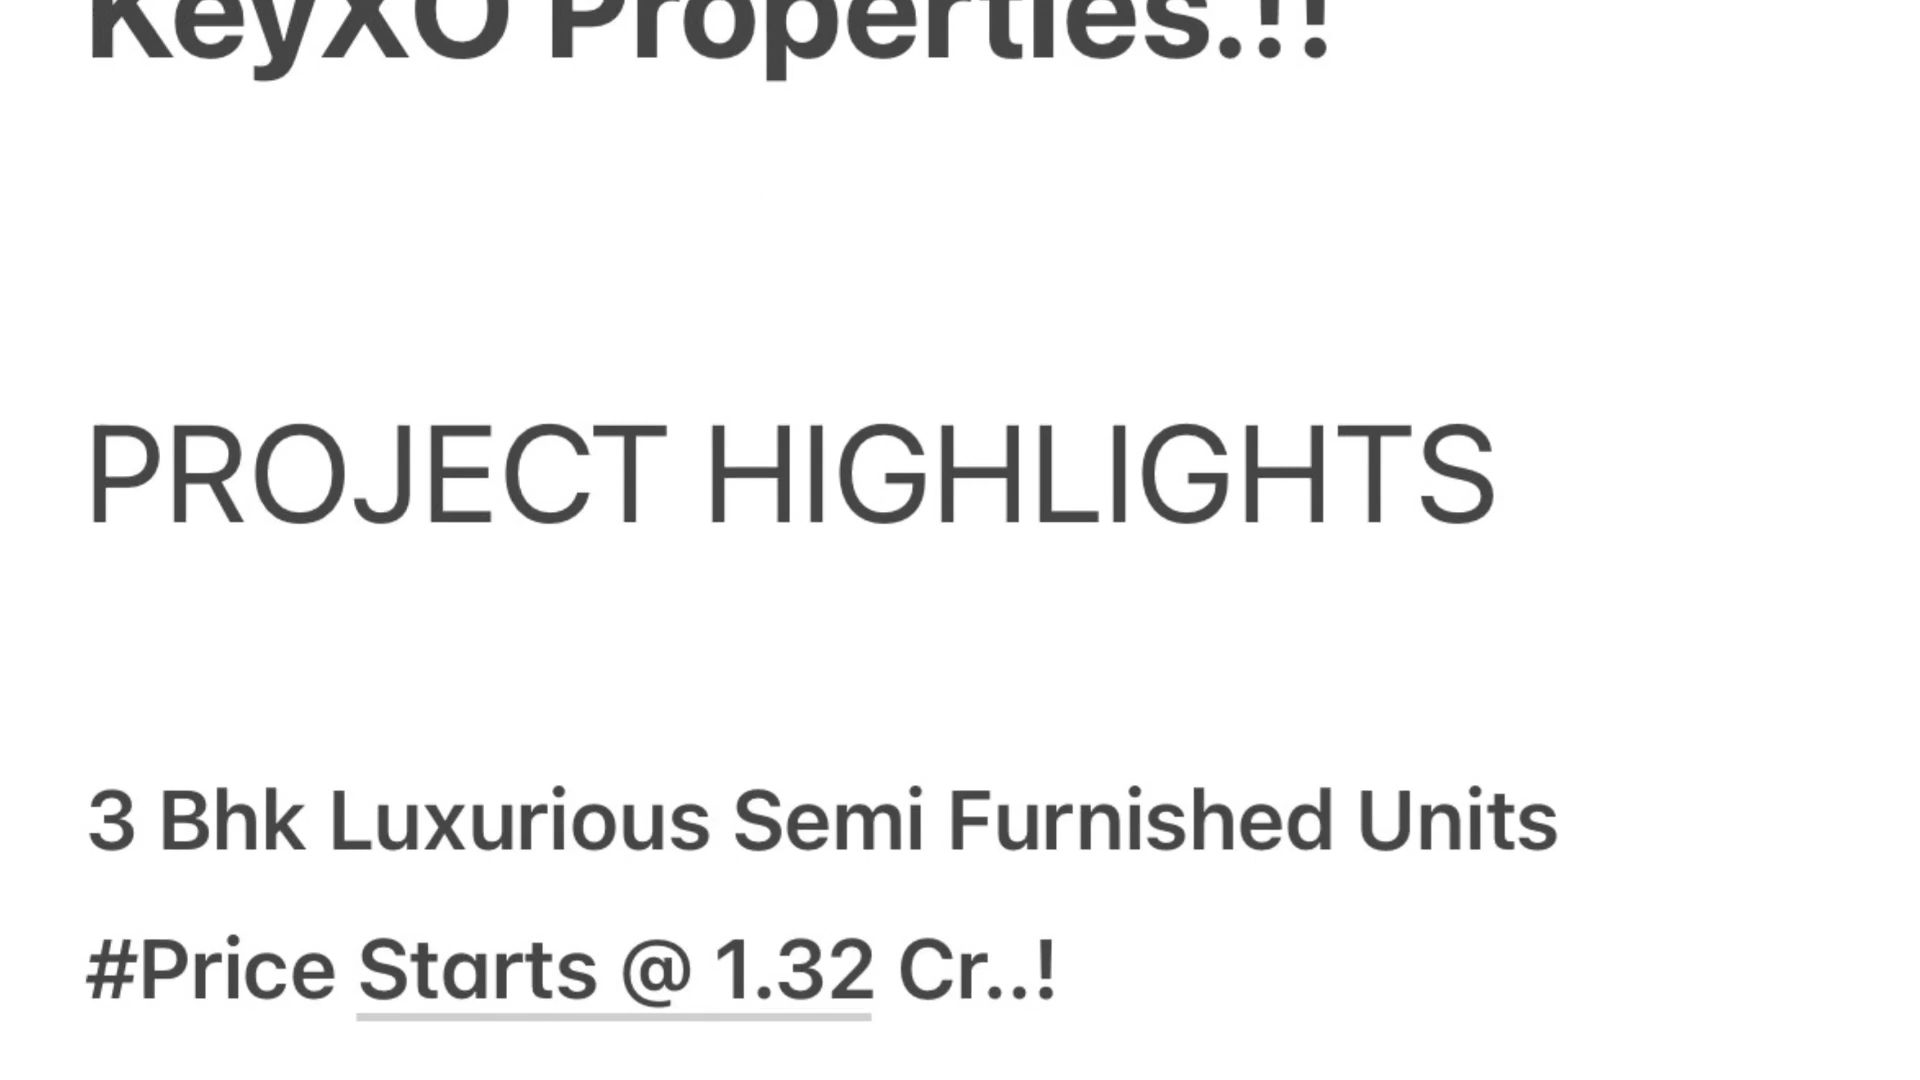 KeyXO Properties.!!
PROJECT HIGHLIGHTS
3 Bhk Luxurious Semi Furnished Units
#Price Starts @ 1.32 Cr..!